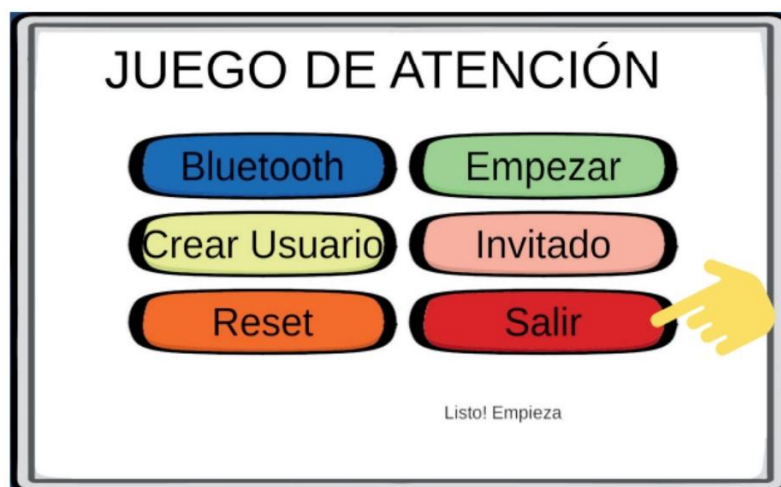 JUEGO DE ATENCIÓN
Bluetooth Empezar
Crear Usuario Invitado
Reset Salir
Listo! Empieza